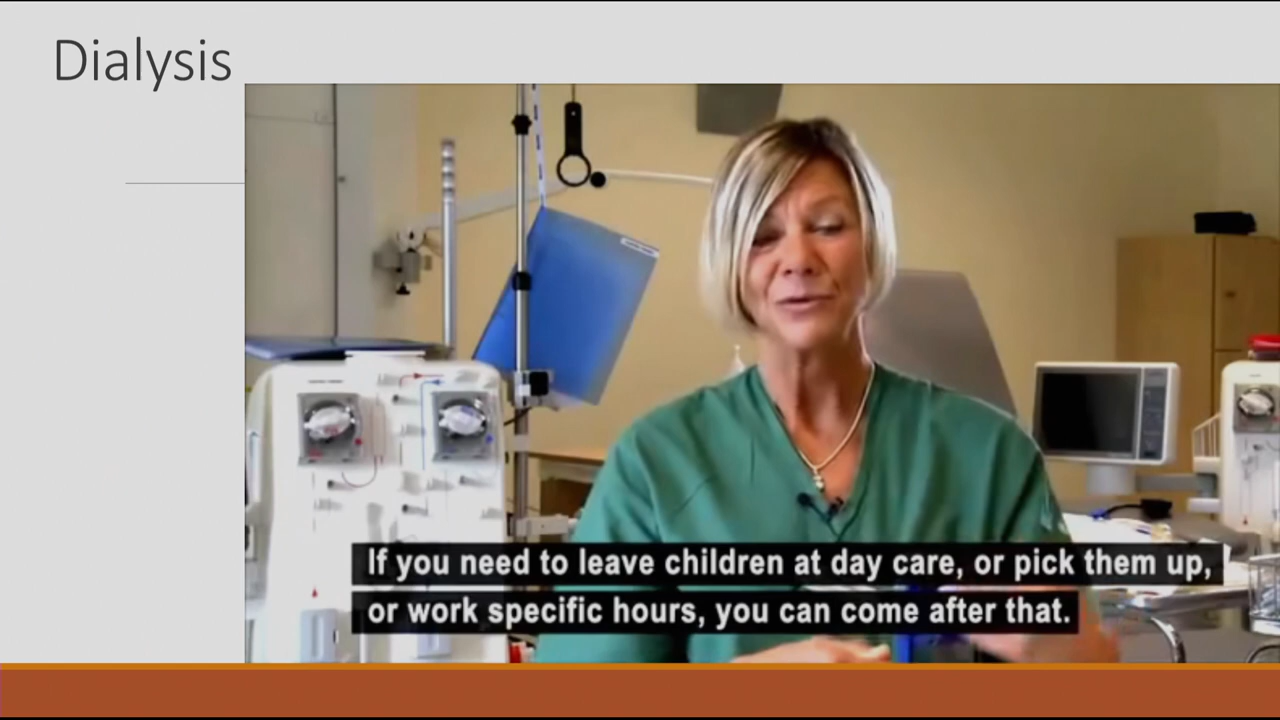 Dialysis
If you need to leave children at day care, or pick them up,
or work specific hours, you can come after that.